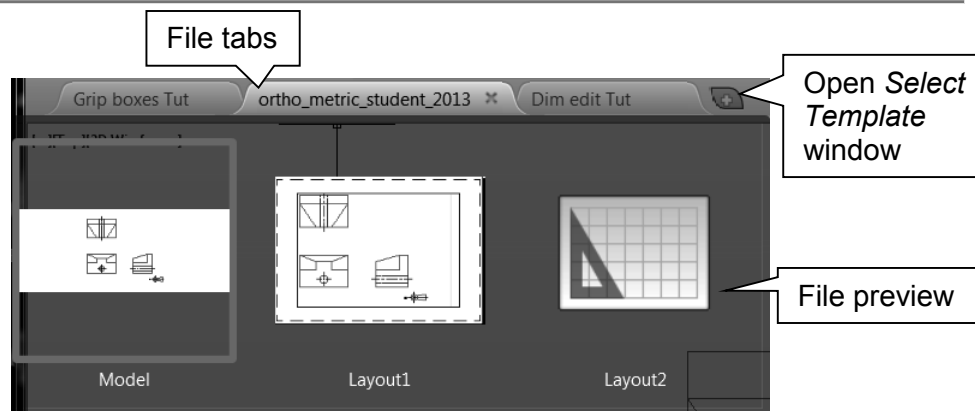 File tabs
Open Select
Template
window
Grip boxes Tut
ortho_metric_student_2013
Dim edit Tut
File preview
Model
Layout1
Layout2